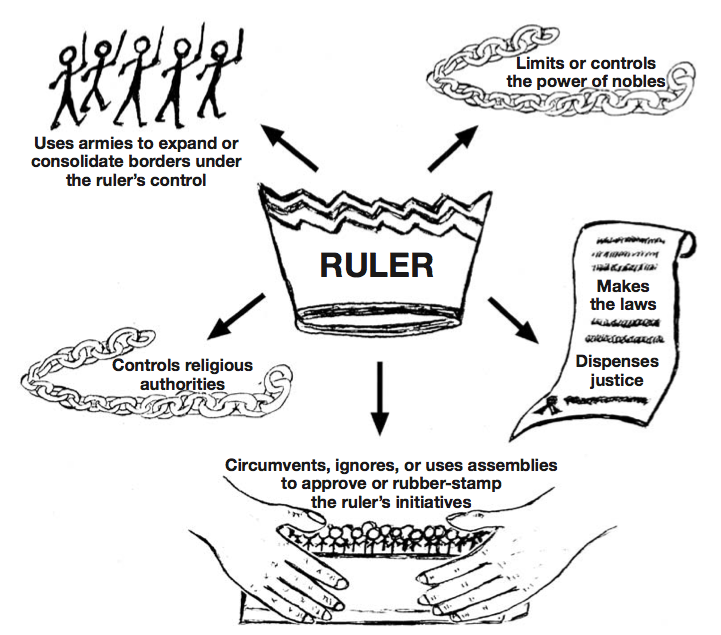 Uses armies to expand or
consolidate borders under
the ruler's control
Limits or controls
the power of nobles
RULER
Makes
the laws
Dispenses
justice
Controls religious
authorities
Circumvents, ignores, or uses assemblies
to approve or rubber-stamp
the ruler's initiatives